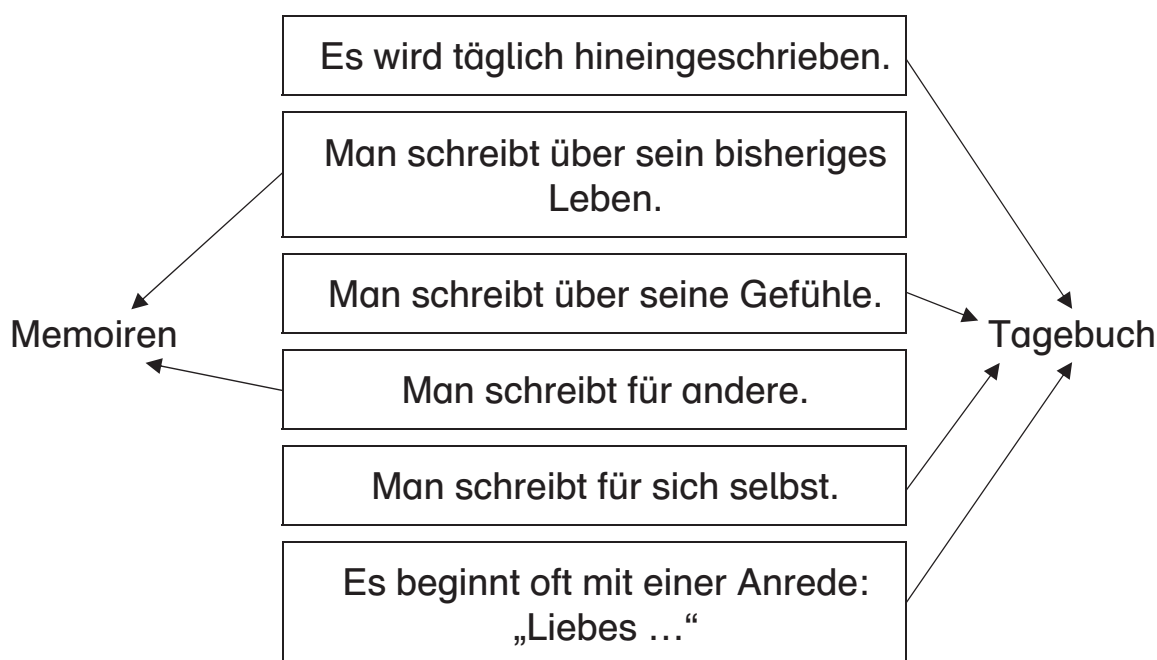 Es wird täglich hineingeschrieben.
Man schreibt über sein bisheriges
Leben.
Man schreibt über seine Gefühle.
Memoiren
Tagebuch
Man schreibt für andere.
Man schreibt für sich selbst.
Es beginnt oft mit einer Anrede:
„Liebes …“